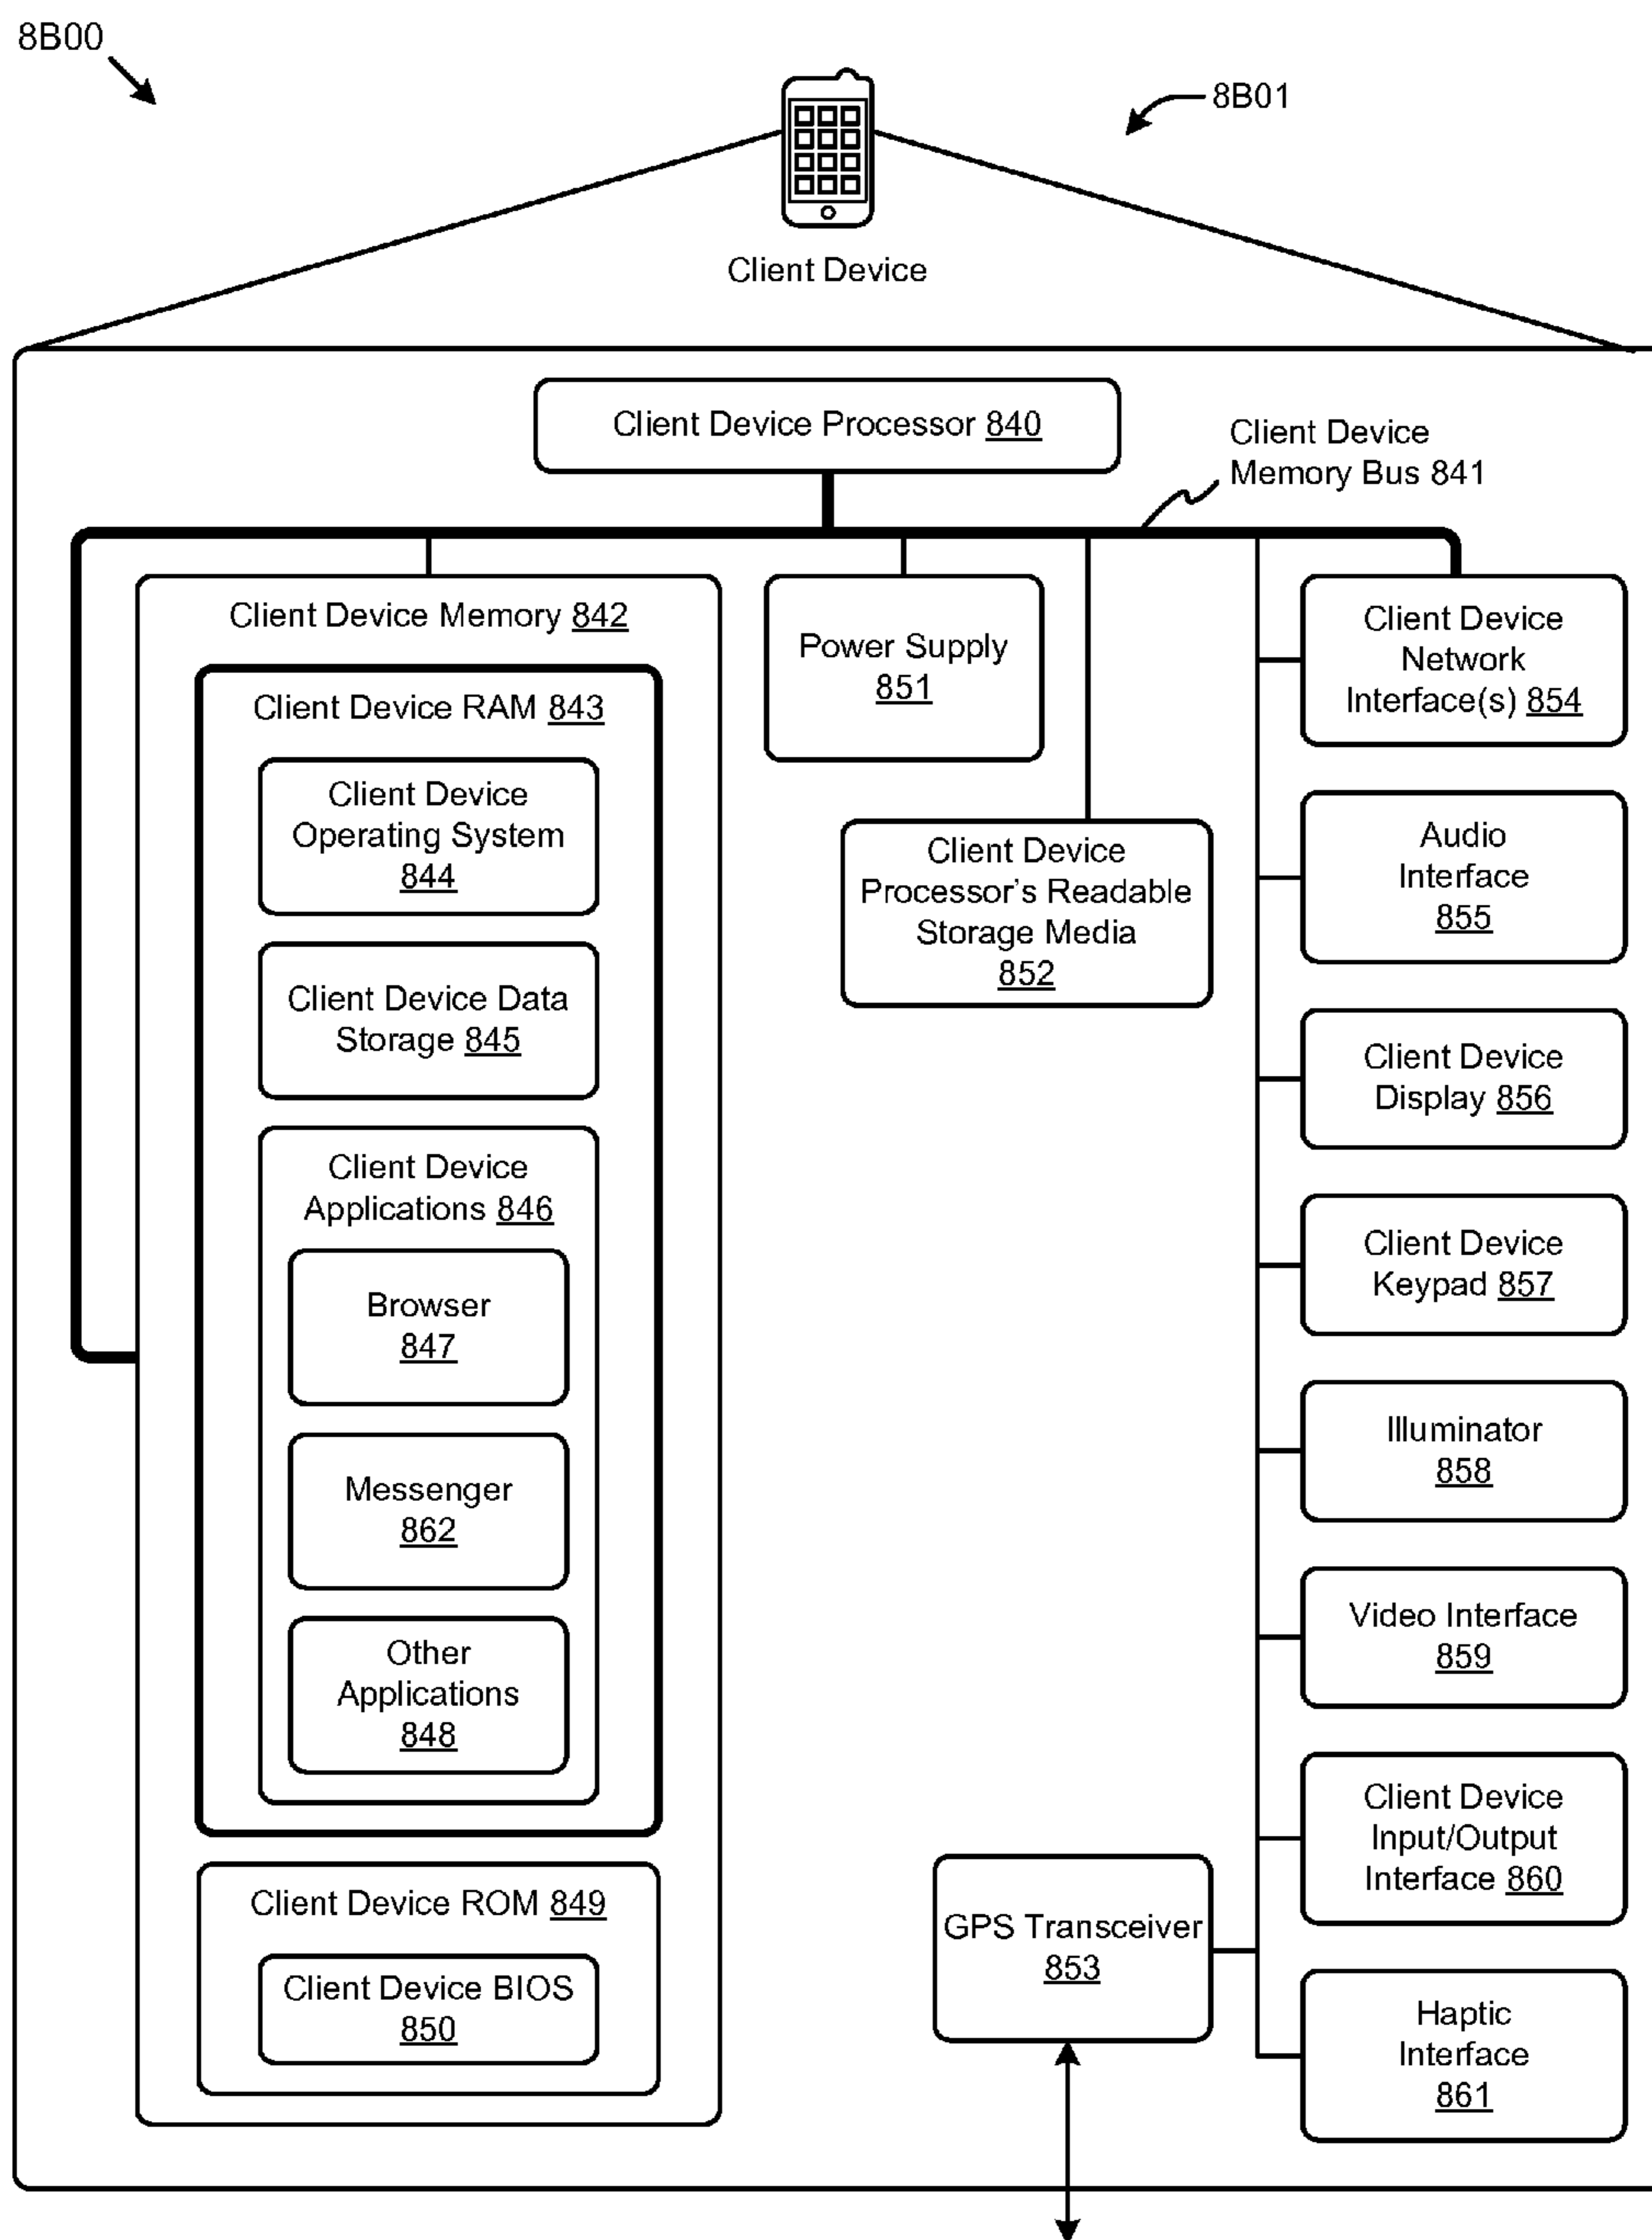 8B00
8B01
Client Device
Client Device Processor 840
Client Device
Memory Bus 841
Client Device Memory 842
Client Device RAM 843
Client Device
Operating System
844
Client Device Data
Storage 845
Client Device
Applications 846
Browser
847
Messenger
862
Other
Applications
848
Client Device ROM 849
Client Device BIOS
850
Power Supply
851
Client Device
Processor’s Readable
Storage Media
852
GPS Transceiver
853
Client Device
Network
Interface(s) 854
Audio
Interface
855
Client Device
Display 856
Client Device
Keypad 857
Illuminator
858
Video Interface
859
Client Device
Input/Output
Interface 860
Haptic
Interface
861